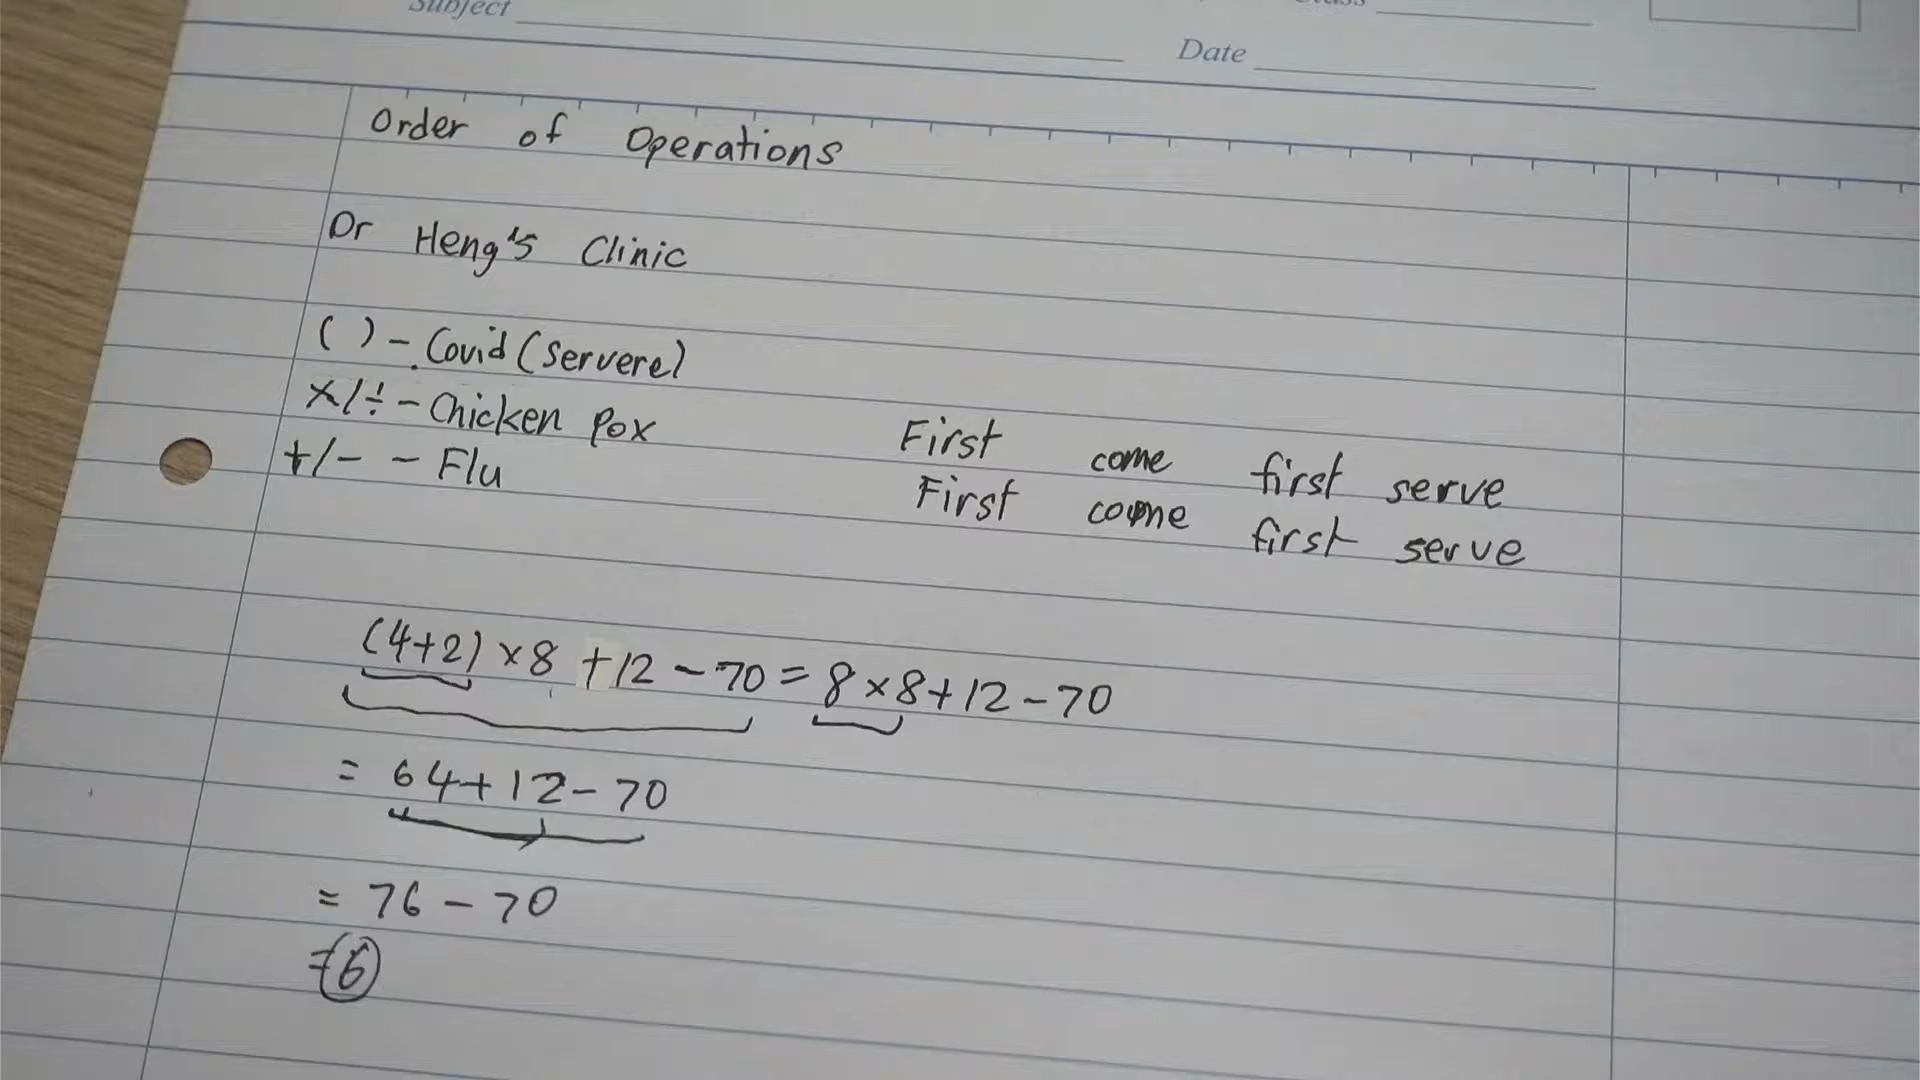 Subject
Date
Order of Operations
Dr Heng's Clinic
( ) - Covid (Servere)
×/÷ - Chicken Pox First come first serve
+/- - Flu First come first serve
(4+2) ×8 +12 - 70 = 8×8+12-70
= 64+12-70
= 76-70
=6